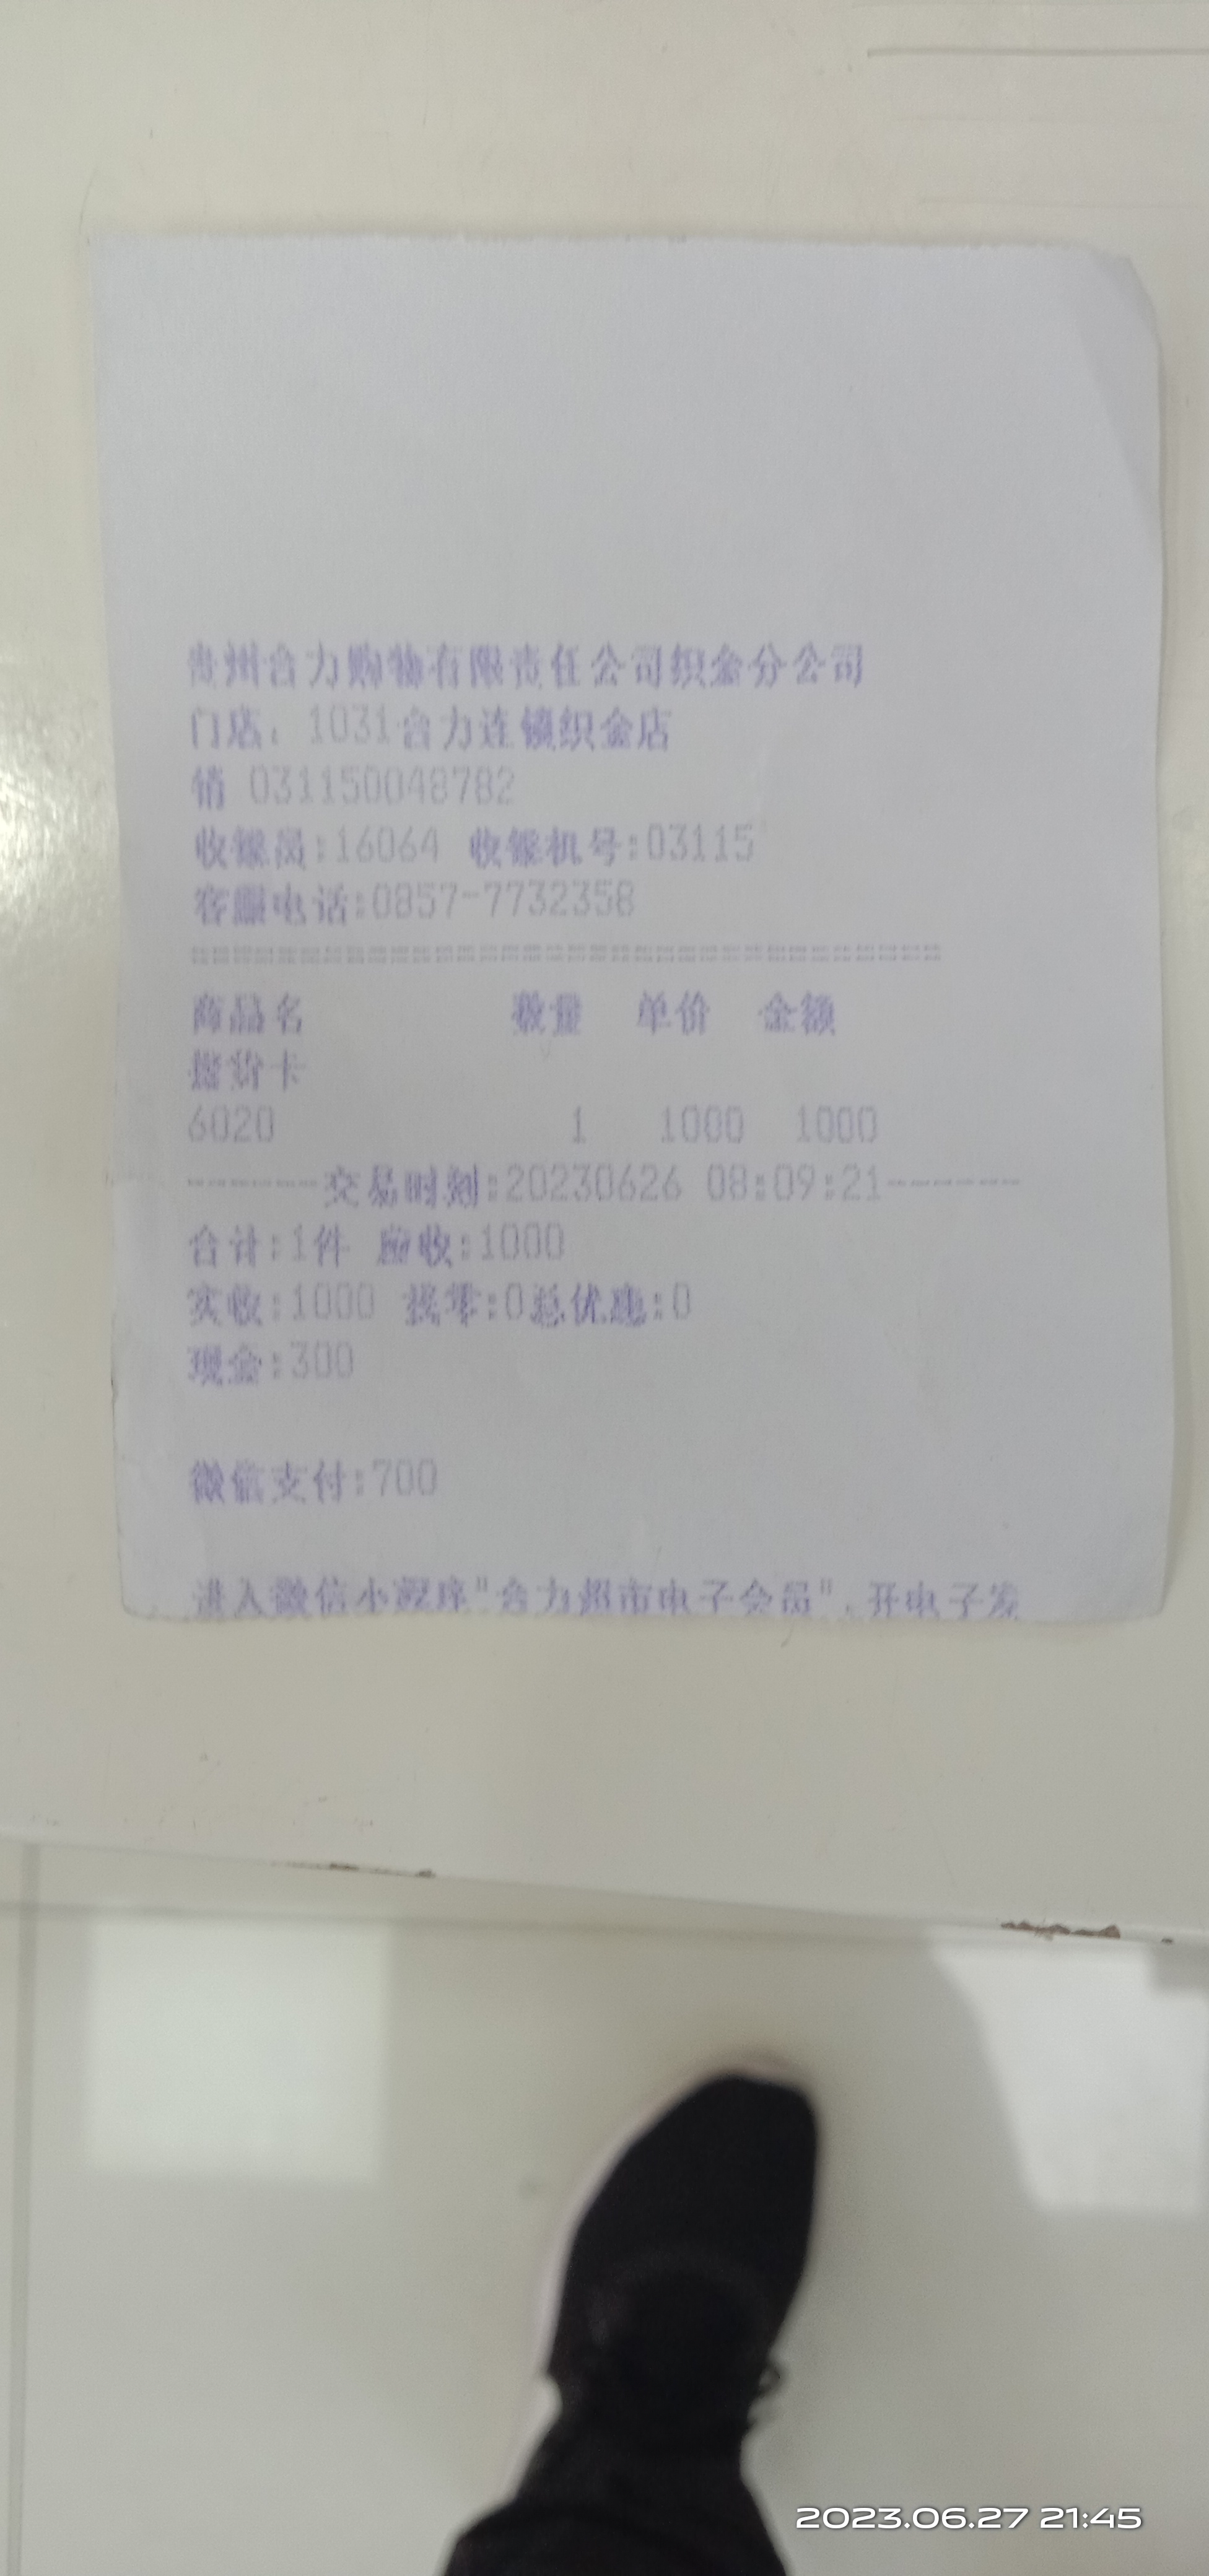 贵州合力购物有限责任公司织金分公司
门店：1031合力连锁织金店
销 031150048782
收银员:16064 收银机号:03115
客服电话:0857-7732358
===================================
商品名 数量 单价 金额
提货卡
6020 1 1000 1000
-------交易时刻:20230626 08:09:21-------
合计:1件 应收:1000
实收:1000 找零:0总优惠:0
现金:300
微信支付:700
进入微信小程序"合力超市电子会员",开电子发
2023.06.27 21:45